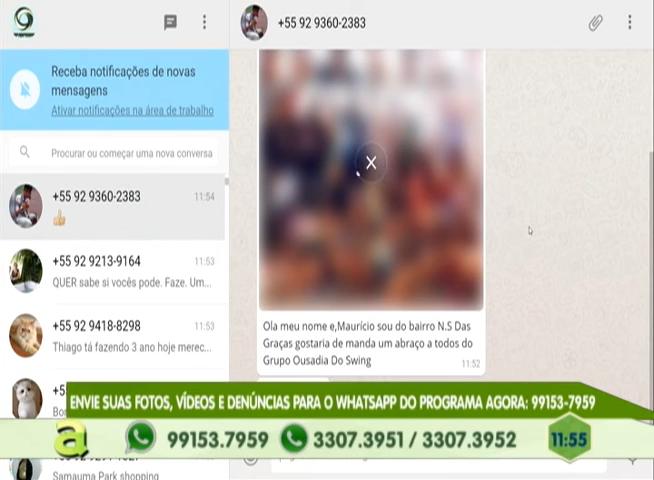 +55 92 9360-2383
Receba notificações de novas
mensagens
Ativar notificações na área de trabalho
Procurar ou começar uma nova conversa
+55 92 9360-2383 11:54
+55 92 9213-9164 11:53
QUER sabe si vocês pode. Faze. Um...
+55 92 9418-8298 11:53
Thiago tá fazendo 3 ano hoje merec...
Ola meu nome e,Maurício sou do bairro N.S Das
Graças gostaria de manda um abraço a todos do
Grupo Ousadia Do Swing
11:52
+5
Bo
ENVIE SUAS FOTOS, VÍDEOS E DENÚNCIAS PARA O WHATSAPP DO PROGRAMA AGORA: 99153-7959
a 99153.7959 3307.3951 / 3307.3952 11:55
Samauma Park shopping